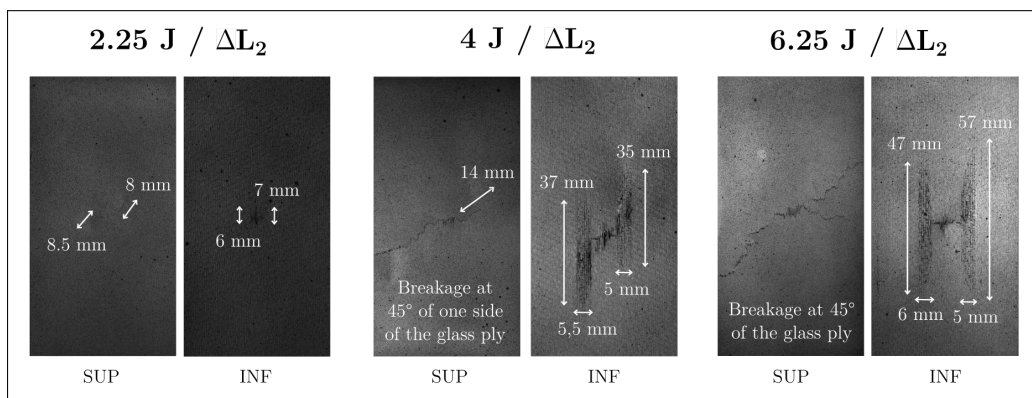 2.25 J / ΔL₂
4 J / ΔL₂
6.25 J / ΔL₂
8 mm
8.5 mm
7 mm
6 mm
14 mm
Breakage at
45° of one side
of the glass ply
35 mm
37 mm
5 mm
5,5 mm
Breakage at 45°
of the glass ply
57 mm
47 mm
6 mm
5 mm
SUP
INF
SUP
INF
SUP
INF